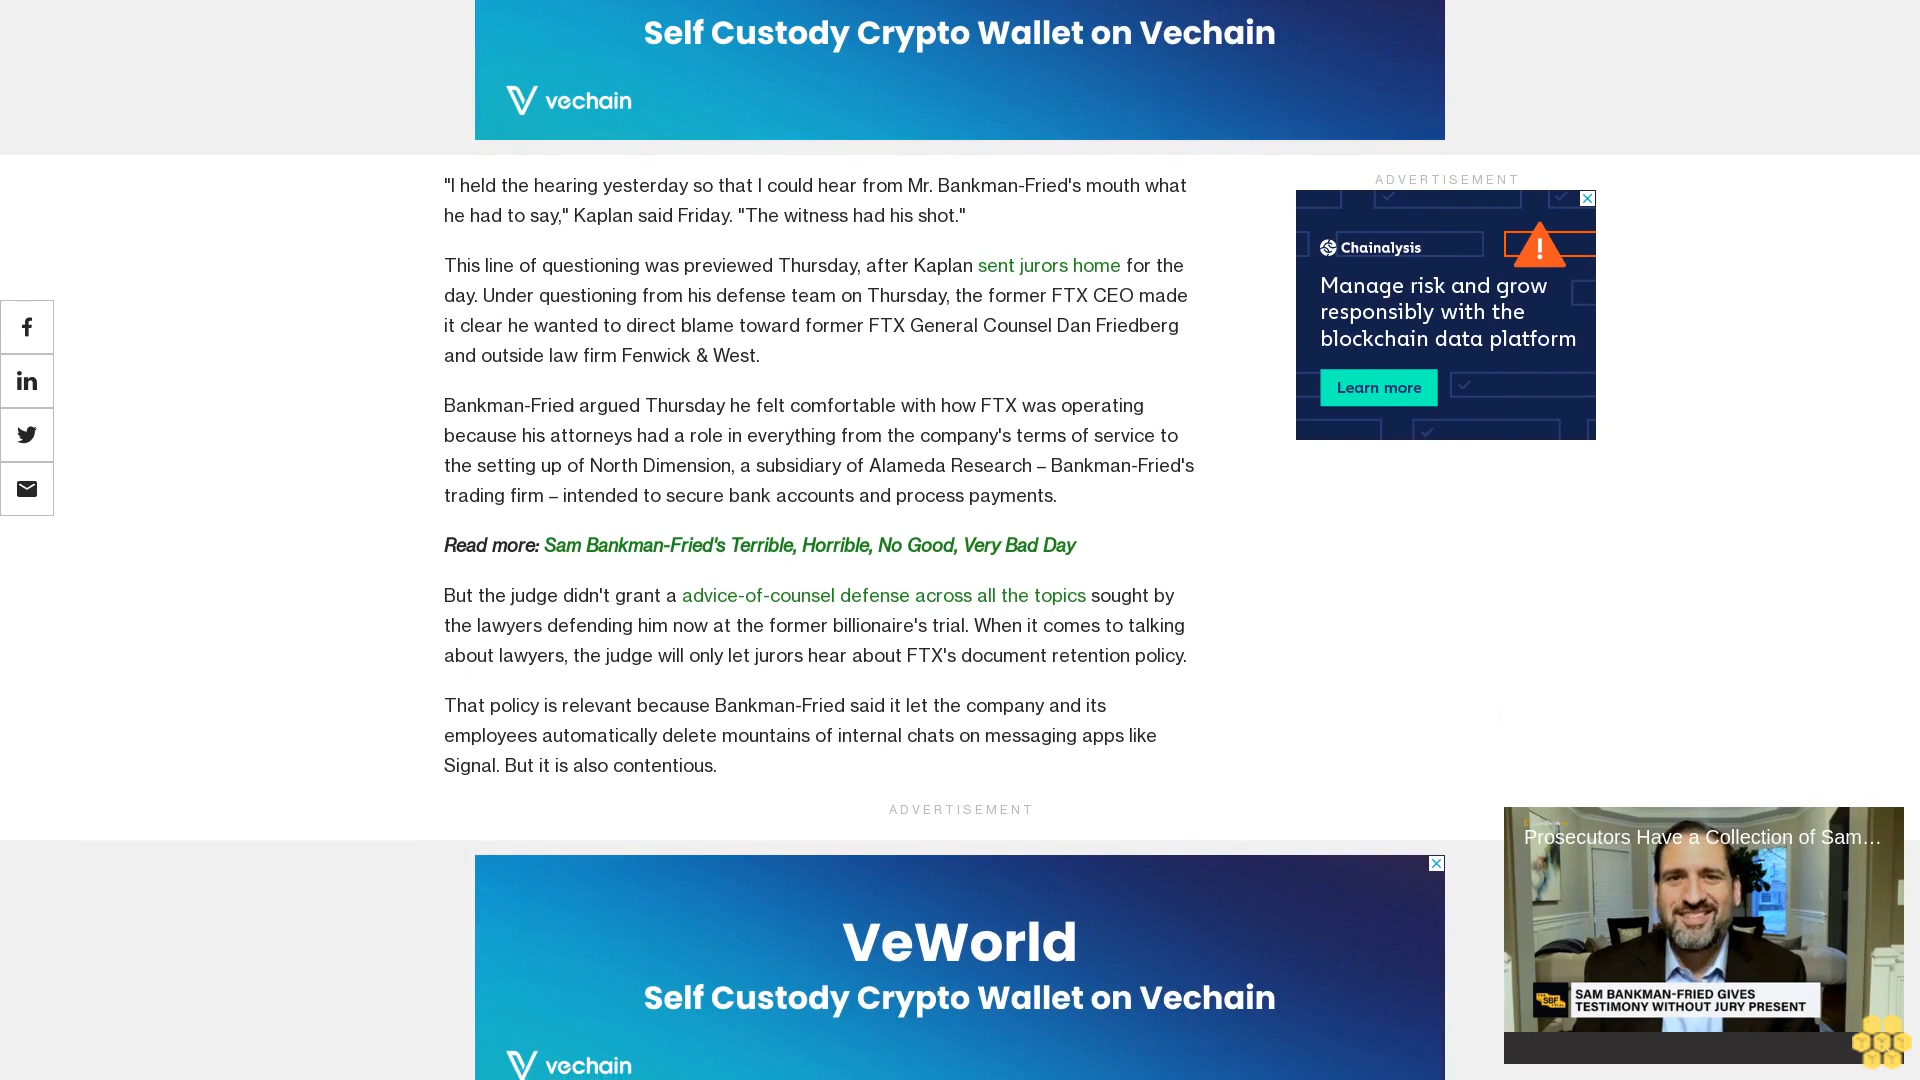 Self Custody Crypto Wallet on Vechain
vechain
"I held the hearing yesterday so that I could hear from Mr. Bankman-Fried's mouth what
he had to say," Kaplan said Friday. "The witness had his shot."
This line of questioning was previewed Thursday, after Kaplan sent jurors home for the
day. Under questioning from his defense team on Thursday, the former FTX CEO made
it clear he wanted to direct blame toward former FTX General Counsel Dan Friedberg
and outside law firm Fenwick & West.
Bankman-Fried argued Thursday he felt comfortable with how FTX was operating
because his attorneys had a role in everything from the company's terms of service to
the setting up of North Dimension, a subsidiary of Alameda Research – Bankman-Fried's
trading firm – intended to secure bank accounts and process payments.
Read more: Sam Bankman-Fried's Terrible, Horrible, No Good, Very Bad Day
But the judge didn't grant a advice-of-counsel defense across all the topics sought by
the lawyers defending him now at the former billionaire's trial. When it comes to talking
about lawyers, the judge will only let jurors hear about FTX's document retention policy.
That policy is relevant because Bankman-Fried said it let the company and its
employees automatically delete mountains of internal chats on messaging apps like
Signal. But it is also contentious.
ADVERTISEMENT
Chainalysis
Manage risk and grow
responsibly with the
blockchain data platform
Learn more
ADVERTISEMENT
VeWorld
Self Custody Crypto Wallet on Vechain
vechain
Prosecutors Have a Collection of Sam...
SBF
SAM BANKMAN-FRIED GIVES
TESTIMONY WITHOUT JURY PRESENT